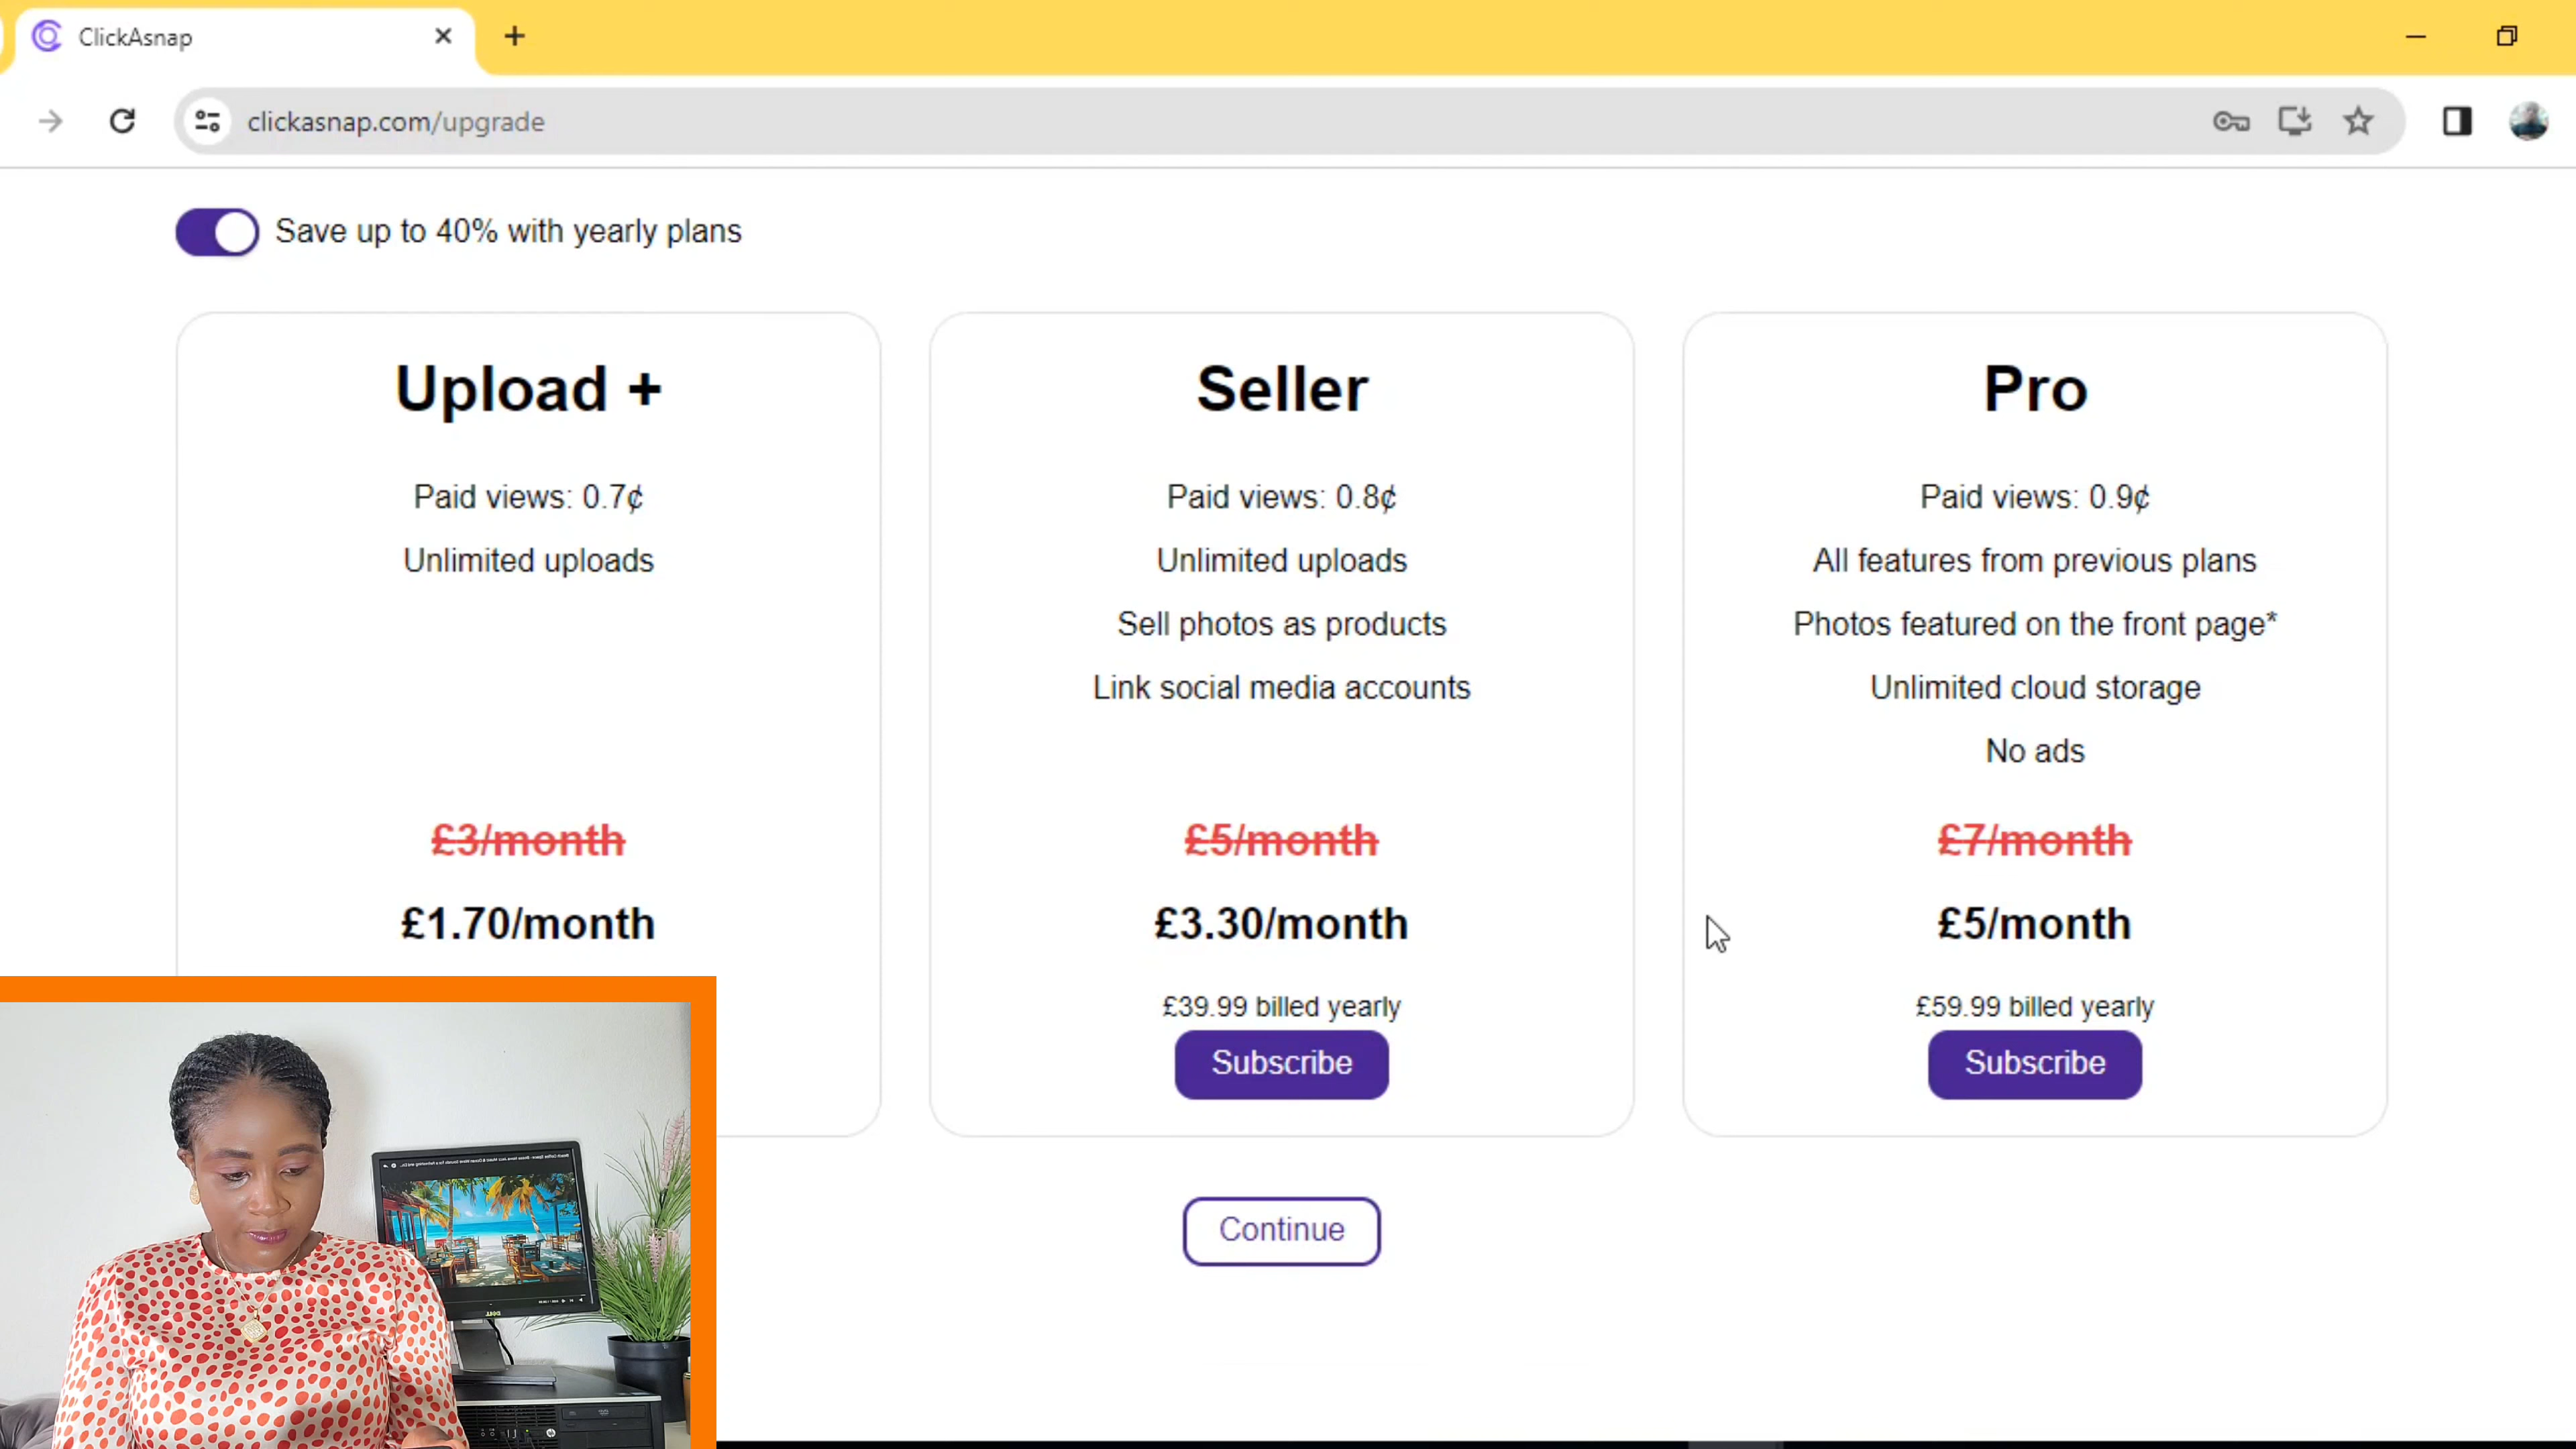 ClickAsnap
clickasnap.com/upgrade
Save up to 40% with yearly plans
Upload +
Paid views: 0.7¢
Unlimited uploads
£3/month
£1.70/month
Seller
Paid views: 0.8¢
Unlimited uploads
Sell photos as products
Link social media accounts
£5/month
£3.30/month
£39.99 billed yearly
Subscribe
Pro
Paid views: 0.9¢
All features from previous plans
Photos featured on the front page*
Unlimited cloud storage
No ads
£7/month
£5/month
£59.99 billed yearly
Subscribe
Continue